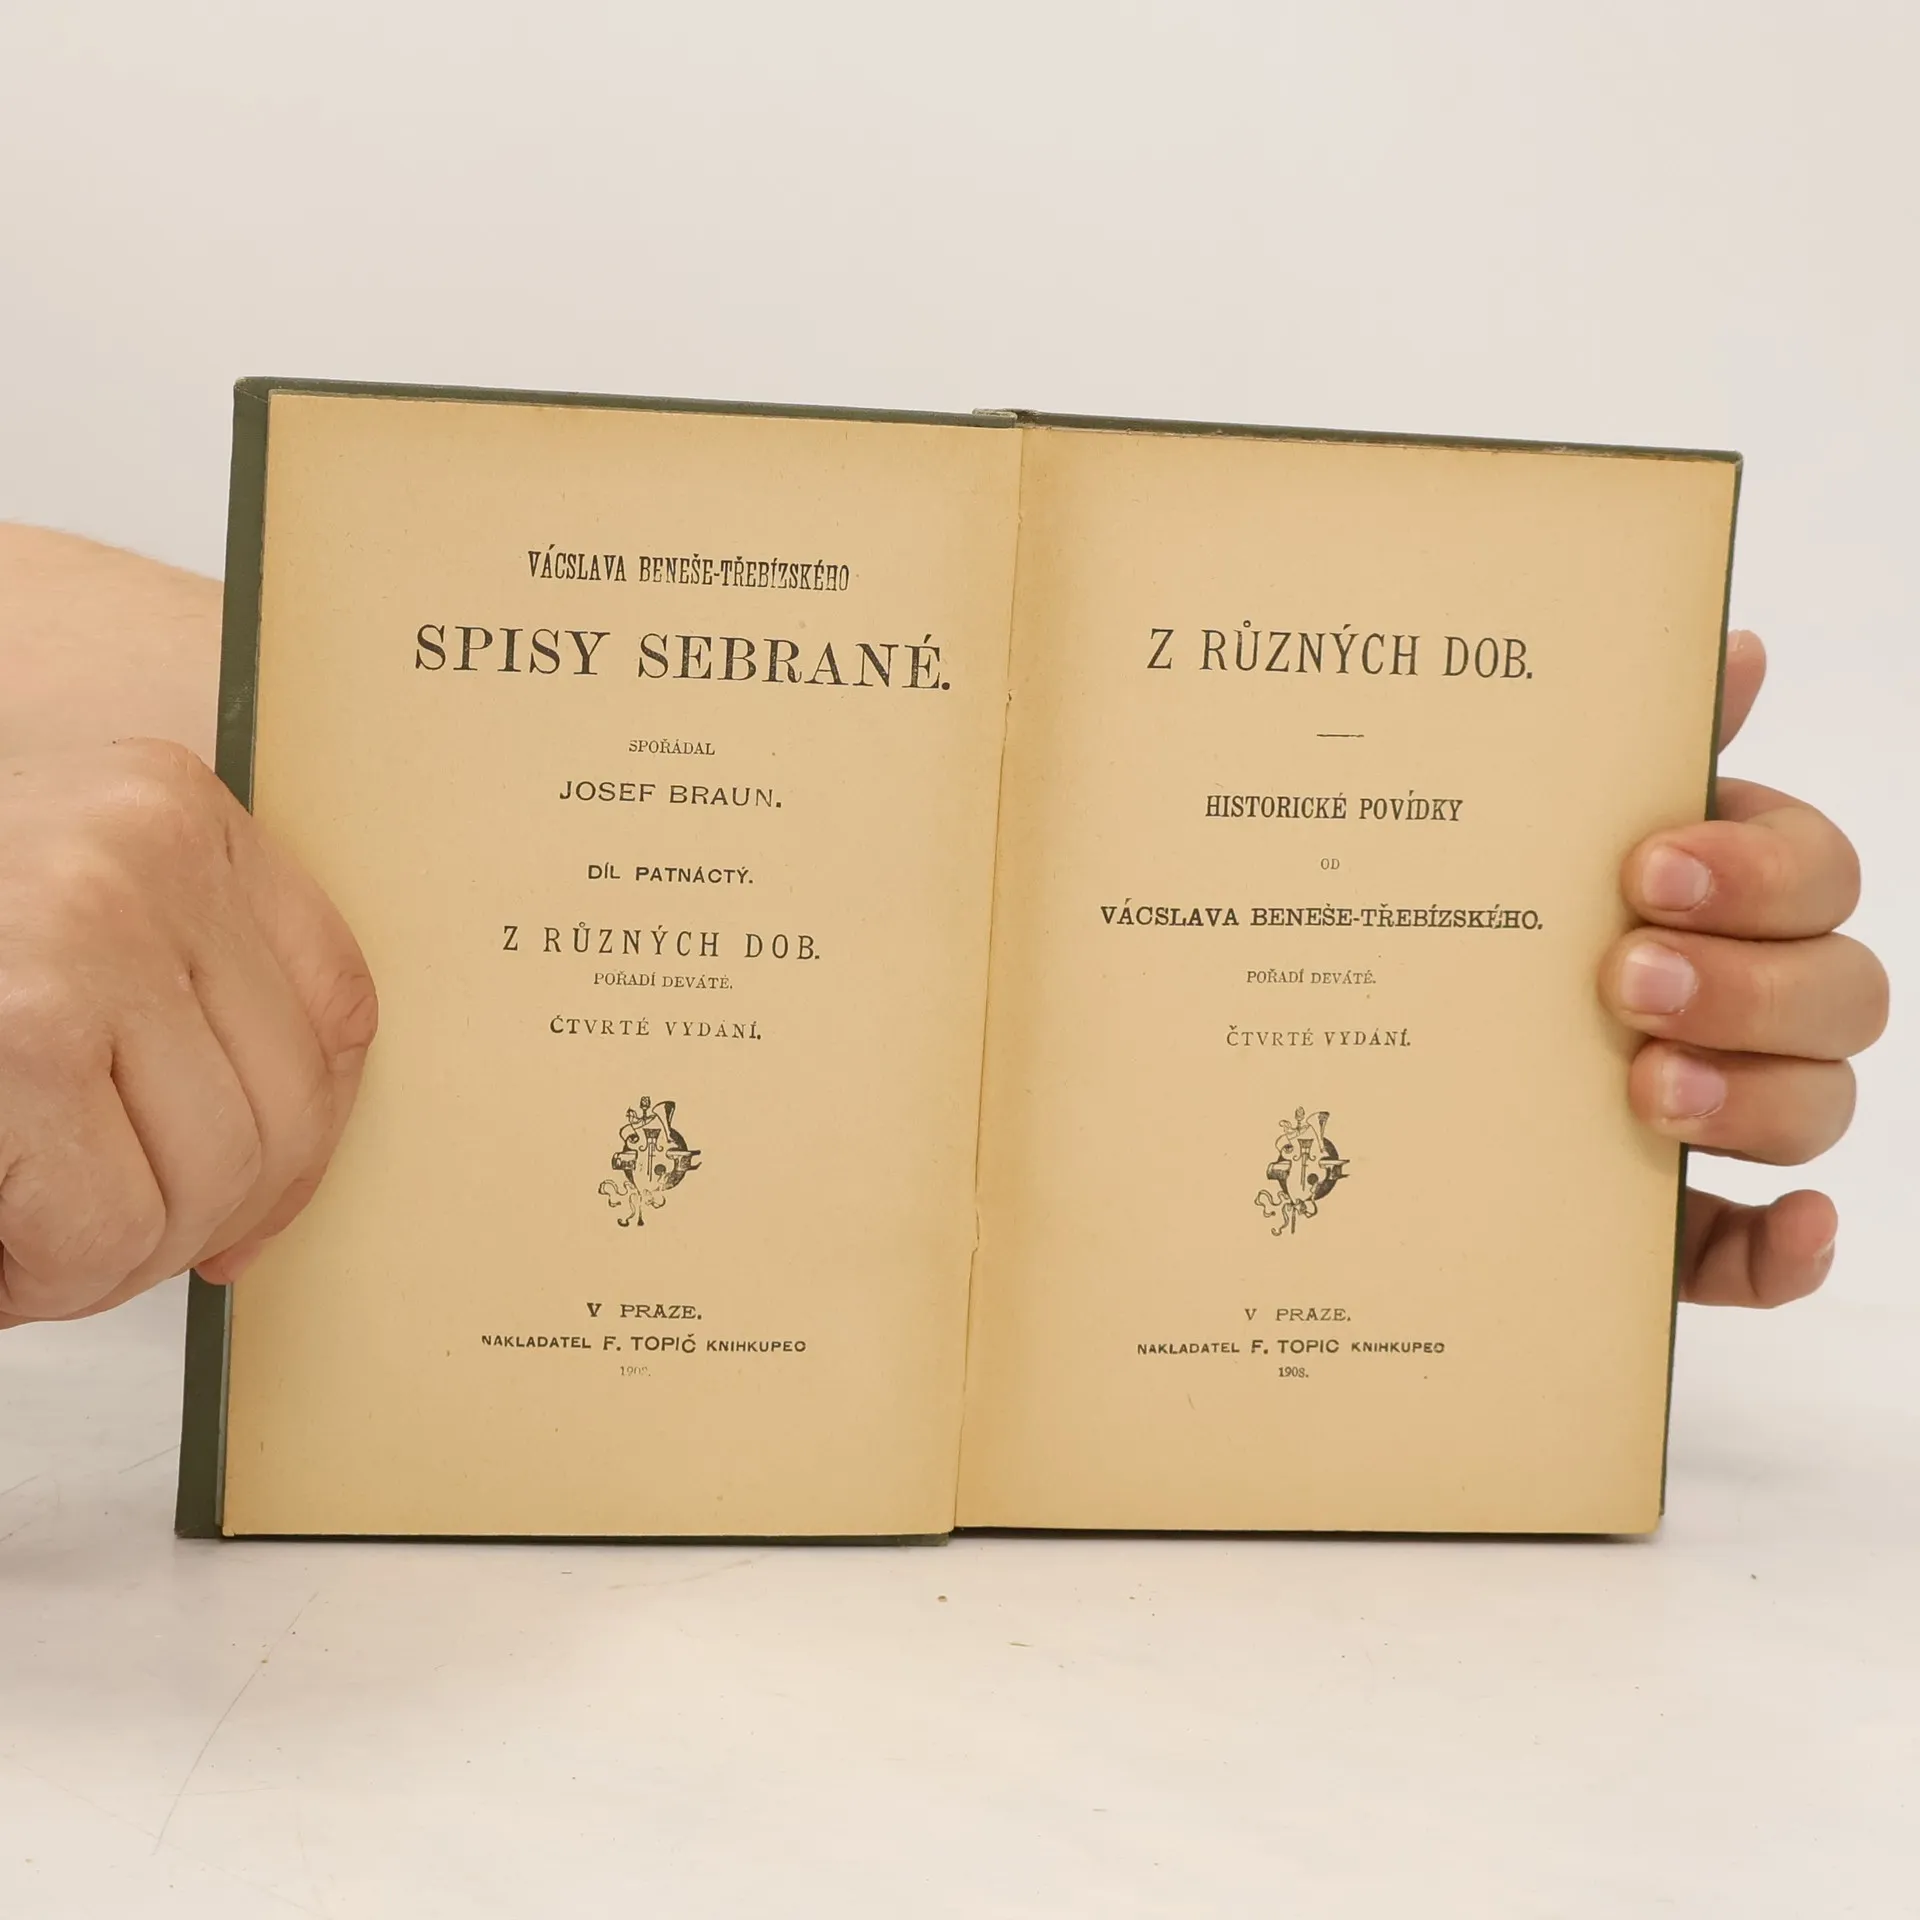 VÁCSLAVA BENEŠE-TŘEBÍZSKÉHO
SPISY SEBRANÉ.
SPOŘÁDAL
JOSEF BRAUN.
DÍL PATNÁCTÝ.
Z RŮZNÝCH DOB.
POŘADÍ DEVÁTÉ.
ČTVRTÉ VYDÁNÍ.
V PRAZE.
NAKLADATEL F. TOPIČ KNIHKUPEC
Z RŮZNÝCH DOB.
HISTORICKÉ POVÍDKY
OD
VÁCSLAVA BENEŠE-TŘEBÍZSKÉHO.
POŘADÍ DEVÁTÉ.
ČTVRTÉ VYDÁNÍ.
V PRAZE.
NAKLADATEL F. TOPIC KNIHKUPEC
1908.